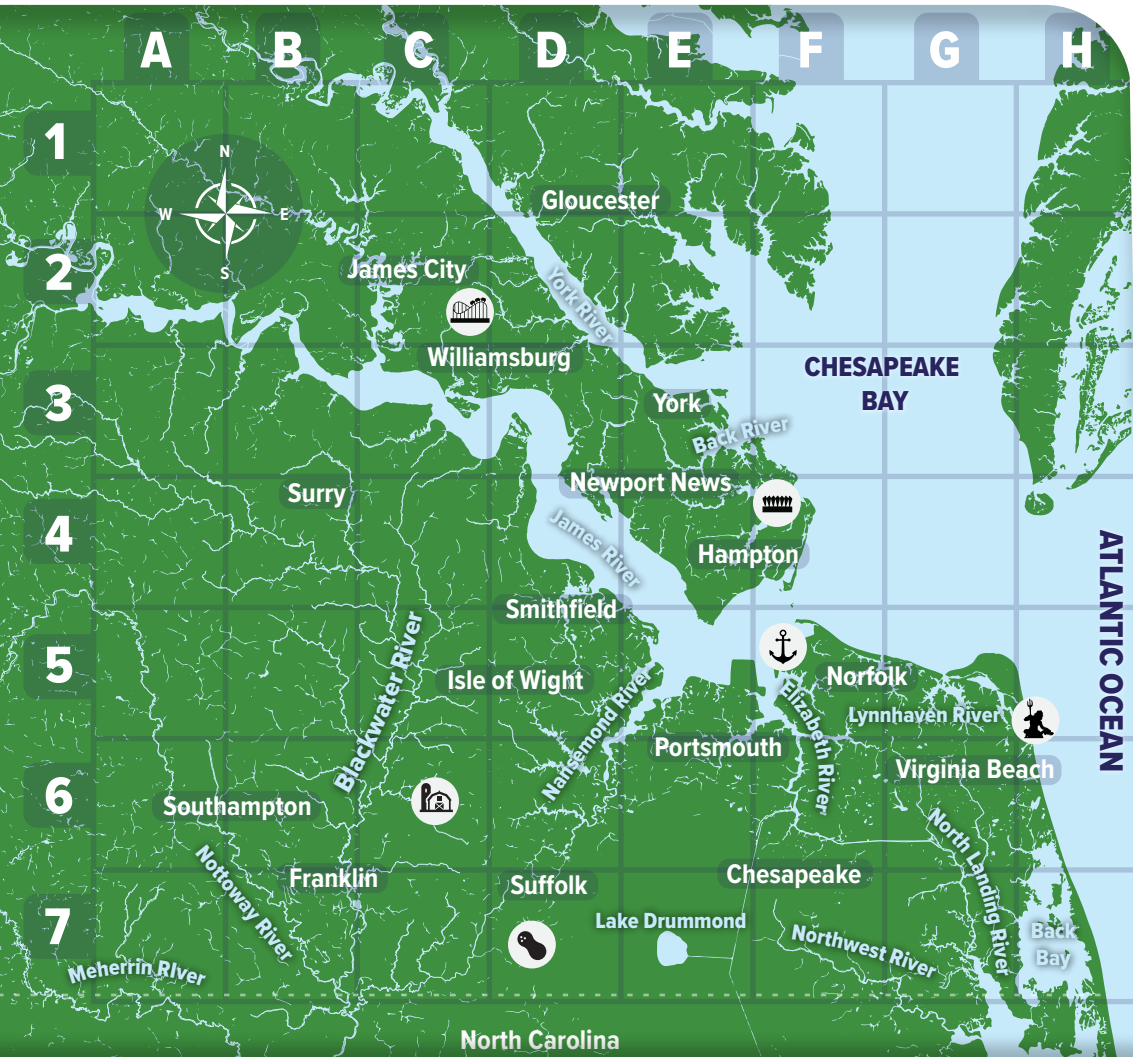 A B C D E F G H
1
N
W E
S
Gloucester
2
James City
York River
Williamsburg
CHESAPEAKE
BAY
3
York
Back River
Newport News
Surry
4
James River
Hampton
ATLANTIC OCEAN
Smithfield
5
Blackwater River
Isle of Wight
Norfolk
Nansemond River
Elizabeth River
Lynnhaven River
Portsmouth
Virginia Beach
6
Southampton
North Landing River
Franklin
Suffolk
Chesapeake
Nottoway River
7
Lake Drummond
Northwest River
Back
Bay
Meherrin RIver
North Carolina